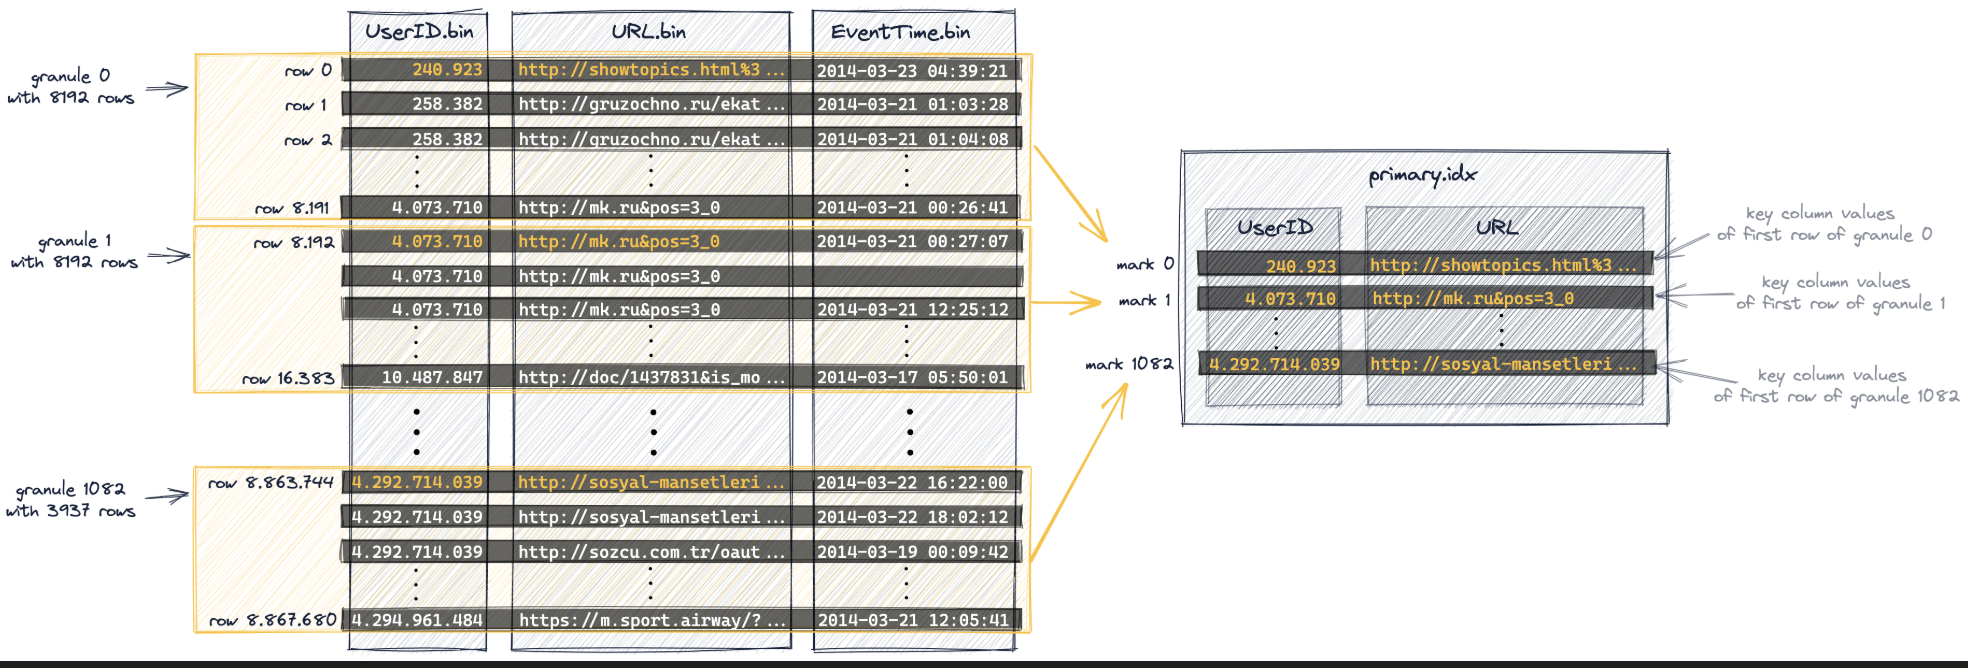 UserID.bin URL.bin EventTime.bin
granule 0
with 8192 rows
row 0 240.923 http://showtopics.html%3 ... 2014-03-23 04:39:21
row 1 258.382 http://gruzochno.ru/ekat ... 2014-03-21 01:03:28
row 2 258.382 http://gruzochno.ru/ekat ... 2014-03-21 01:04:08
row 8.191 4.073.710 http://mk.ru&pos=3_0 2014-03-21 00:26:41
granule 1
with 8192 rows
row 8.192 4.073.710 http://mk.ru&pos=3_0 2014-03-21 00:27:07
4.073.710 http://mk.ru&pos=3_0
4.073.710 http://mk.ru&pos=3_0 2014-03-21 12:25:12
row 16.383 10.487.847 http://doc/1437831&is_mo ... 2014-03-17 05:50:01
granule 1082
with 3937 rows
row 8.863.744 4.292.714.039 http://sosyal-mansetleri ... 2014-03-22 16:22:00
4.292.714.039 http://sosyal-mansetleri ... 2014-03-22 18:02:12
4.292.714.039 http://sozcu.com.tr/oaut ... 2014-03-19 00:09:42
row 8.867.680 4.294.961.484 https://m.sport.airway/? ... 2014-03-21 12:05:41
primary.idx
UserID URL
mark 0 240.923 http://showtopics.html%3 ...
mark 1 4.073.710 http://mk.ru&pos=3_0
mark 1082 4.292.714.039 http://sosyal-mansetleri ...
key column values
of first row of granule 0
key column values
of first row of granule 1
key column values
of first row of granule 1082